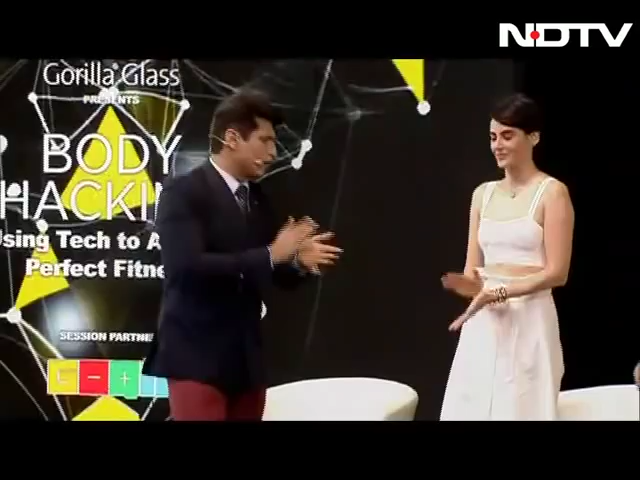 NDTV
Gorilla Glass
PRESENTS
BODY
HACKIN
Using Tech to A
Perfect Fitne
SESSION PARTNE